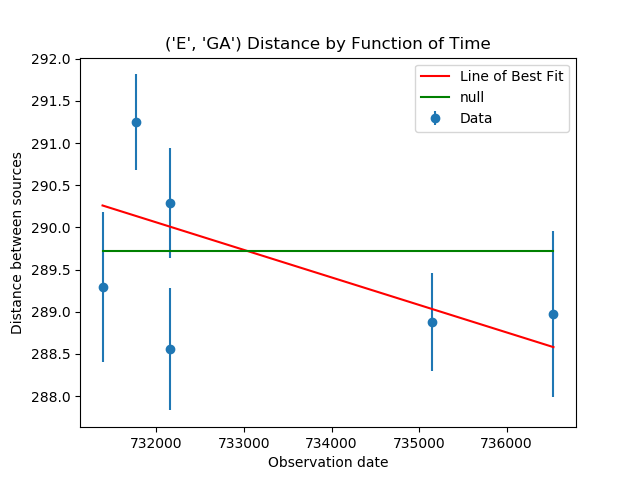 ('E', 'GA') Distance by Function of Time
292.0
291.5
291.0
290.5
290.0
289.5
289.0
288.5
288.0
Distance between sources
Line of Best Fit
null
Data
732000 733000 734000 735000 736000
Observation date